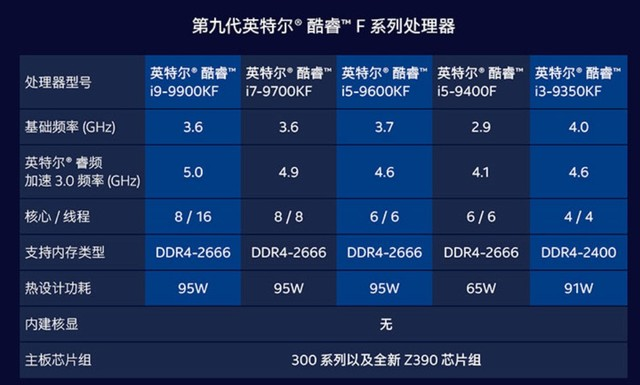 第九代英特尔® 酷睿™ F 系列处理器
处理器型号 英特尔® 酷睿™ 英特尔® 酷睿™ 英特尔® 酷睿™ 英特尔® 酷睿™ 英特尔® 酷睿™
i9-9900KF i7-9700KF i5-9600KF i5-9400F i3-9350KF
基础频率 (GHz) 3.6 3.6 3.7 2.9 4.0
英特尔® 睿频
加速 3.0 频率 (GHz) 5.0 4.9 4.6 4.1 4.6
核心 / 线程 8 / 16 8 / 8 6 / 6 6 / 6 4 / 4
支持内存类型 DDR4-2666 DDR4-2666 DDR4-2666 DDR4-2666 DDR4-2400
热设计功耗 95W 95W 95W 65W 91W
内建核显 无
主板芯片组 300 系列以及全新 Z390 芯片组